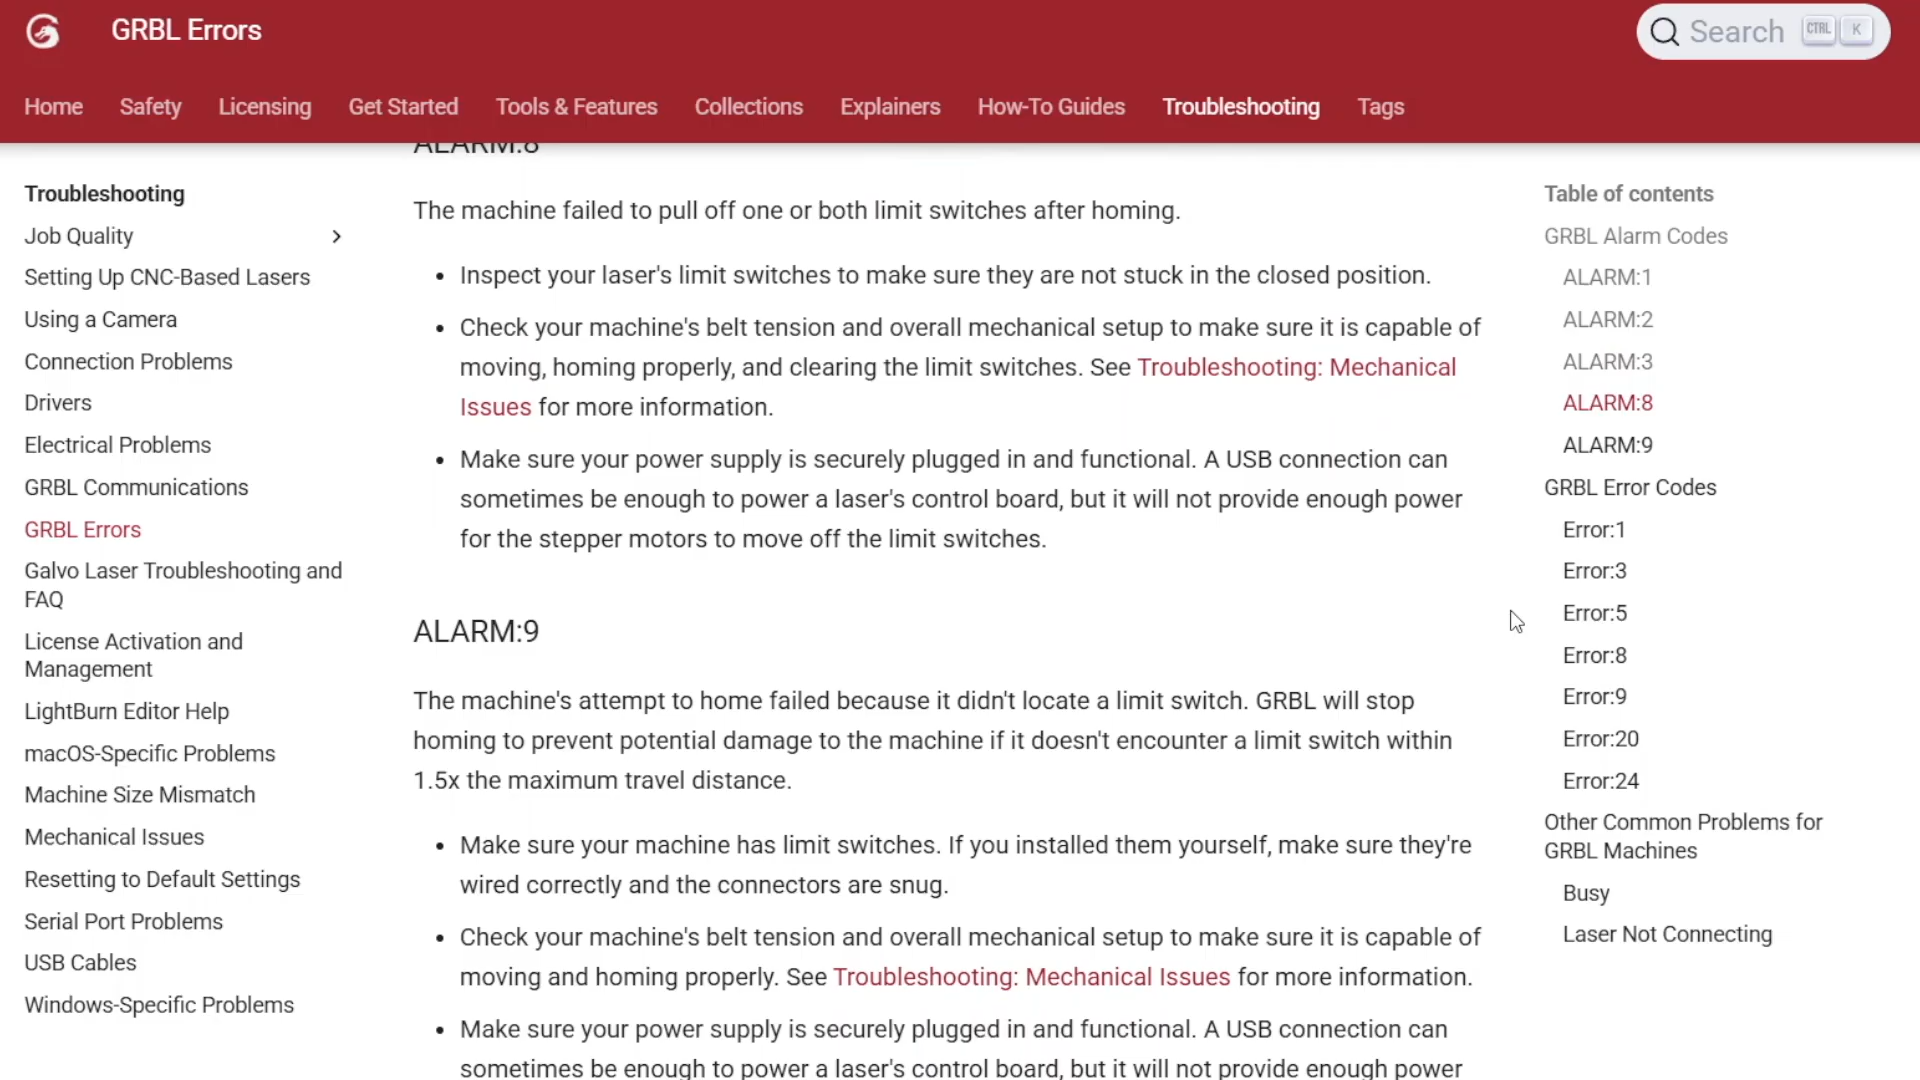 GRBL Errors
Search
CTRL
K
Home
Safety
Licensing
Get Started
Tools & Features
Collections
Explainers
How-To Guides
Troubleshooting
Tags
Troubleshooting
Job Quality
Setting Up CNC-Based Lasers
Using a Camera
Connection Problems
Drivers
Electrical Problems
GRBL Communications
GRBL Errors
Galvo Laser Troubleshooting and
FAQ
License Activation and
Management
LightBurn Editor Help
macOS-Specific Problems
Machine Size Mismatch
Mechanical Issues
Resetting to Default Settings
Serial Port Problems
USB Cables
Windows-Specific Problems
ALARM:8
The machine failed to pull off one or both limit switches after homing.
• Inspect your laser's limit switches to make sure they are not stuck in the closed position.
• Check your machine's belt tension and overall mechanical setup to make sure it is capable of
moving, homing properly, and clearing the limit switches. See Troubleshooting: Mechanical
Issues for more information.
• Make sure your power supply is securely plugged in and functional. A USB connection can
sometimes be enough to power a laser's control board, but it will not provide enough power
for the stepper motors to move off the limit switches.
ALARM:9
The machine's attempt to home failed because it didn't locate a limit switch. GRBL will stop
homing to prevent potential damage to the machine if it doesn't encounter a limit switch within
1.5x the maximum travel distance.
• Make sure your machine has limit switches. If you installed them yourself, make sure they're
wired correctly and the connectors are snug.
• Check your machine's belt tension and overall mechanical setup to make sure it is capable of
moving and homing properly. See Troubleshooting: Mechanical Issues for more information.
• Make sure your power supply is securely plugged in and functional. A USB connection can
sometimes be enough to power a laser's control board, but it will not provide enough power
Table of contents
GRBL Alarm Codes
ALARM:1
ALARM:2
ALARM:3
ALARM:8
ALARM:9
GRBL Error Codes
Error:1
Error:3
Error:5
Error:8
Error:9
Error:20
Error:24
Other Common Problems for
GRBL Machines
Busy
Laser Not Connecting